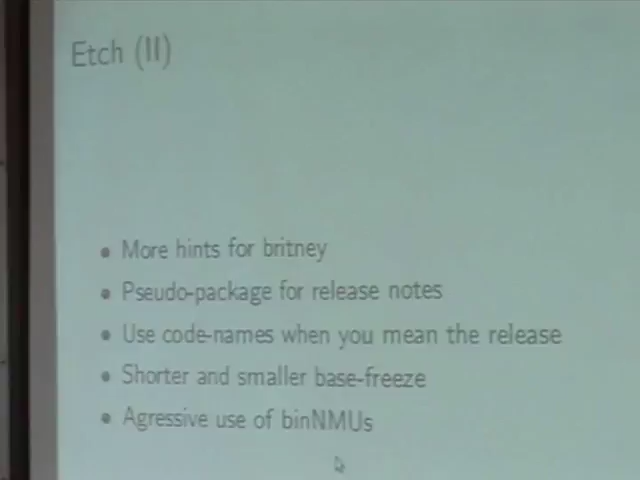 Etch (II)
• More hints for britney
• Pseudo-package for release notes
• Use code-names when you mean the release
• Shorter and smaller base-freeze
• Agressive use of binNMUs